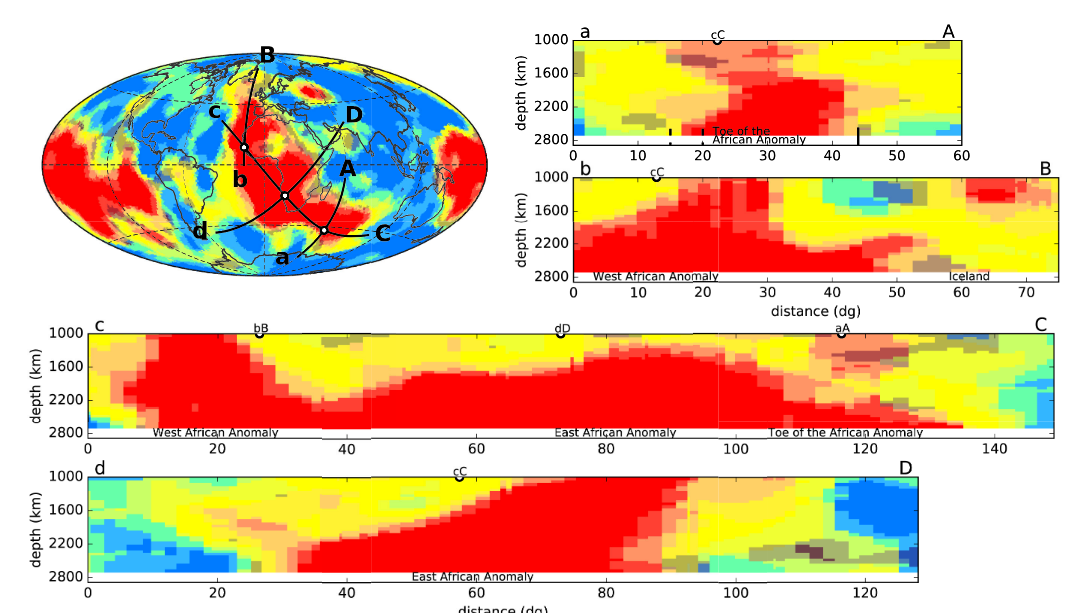 B
c
D
b
A
d
C
a
a
cC
A
depth (km)
1000
1600
2200
2800
Toe of the
African Anomaly
0 10 20 30 40 50 60
b
cC
B
depth (km)
1000
1600
2200
2800
West African Anomaly
Iceland
0 10 20 30 40 50 60 70
distance (dg)
c
bB
dD
aA
C
depth (km)
1000
1600
2200
2800
West African Anomaly
East African Anomaly
Toe of the African Anomaly
0 20 40 60 80 100 120 140
d
cC
D
depth (km)
1000
1600
2200
2800
East African Anomaly
0 20 40 60 80 100 120
distance (dg)